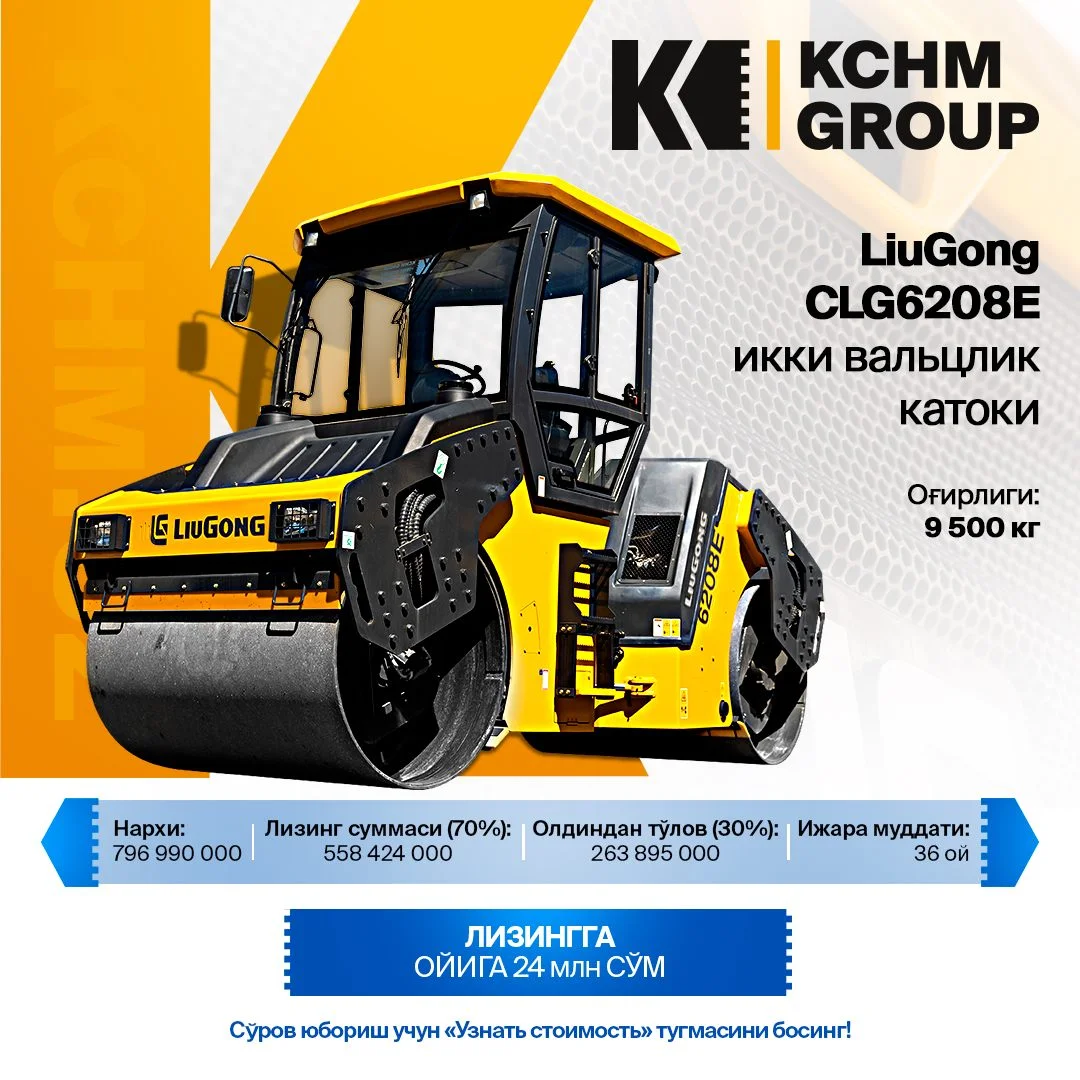 KCHM
GROUP
KCHM.UZ
LiuGong
CLG6208E
икки вальцлик
катоки
Оғирлиги:
9 500 кг
LIUGONG
LIUGONG
6208E
Нархи:
796 990 000
Лизинг суммаси (70%):
558 424 000
Олдиндан тўлов (30%):
263 895 000
Ижара муддати:
36 ой
ЛИЗИНГГА
ОЙИГА 24 млн СЎМ
Сўров юбориш учун «Узнать стоимость» тугмасини босинг!